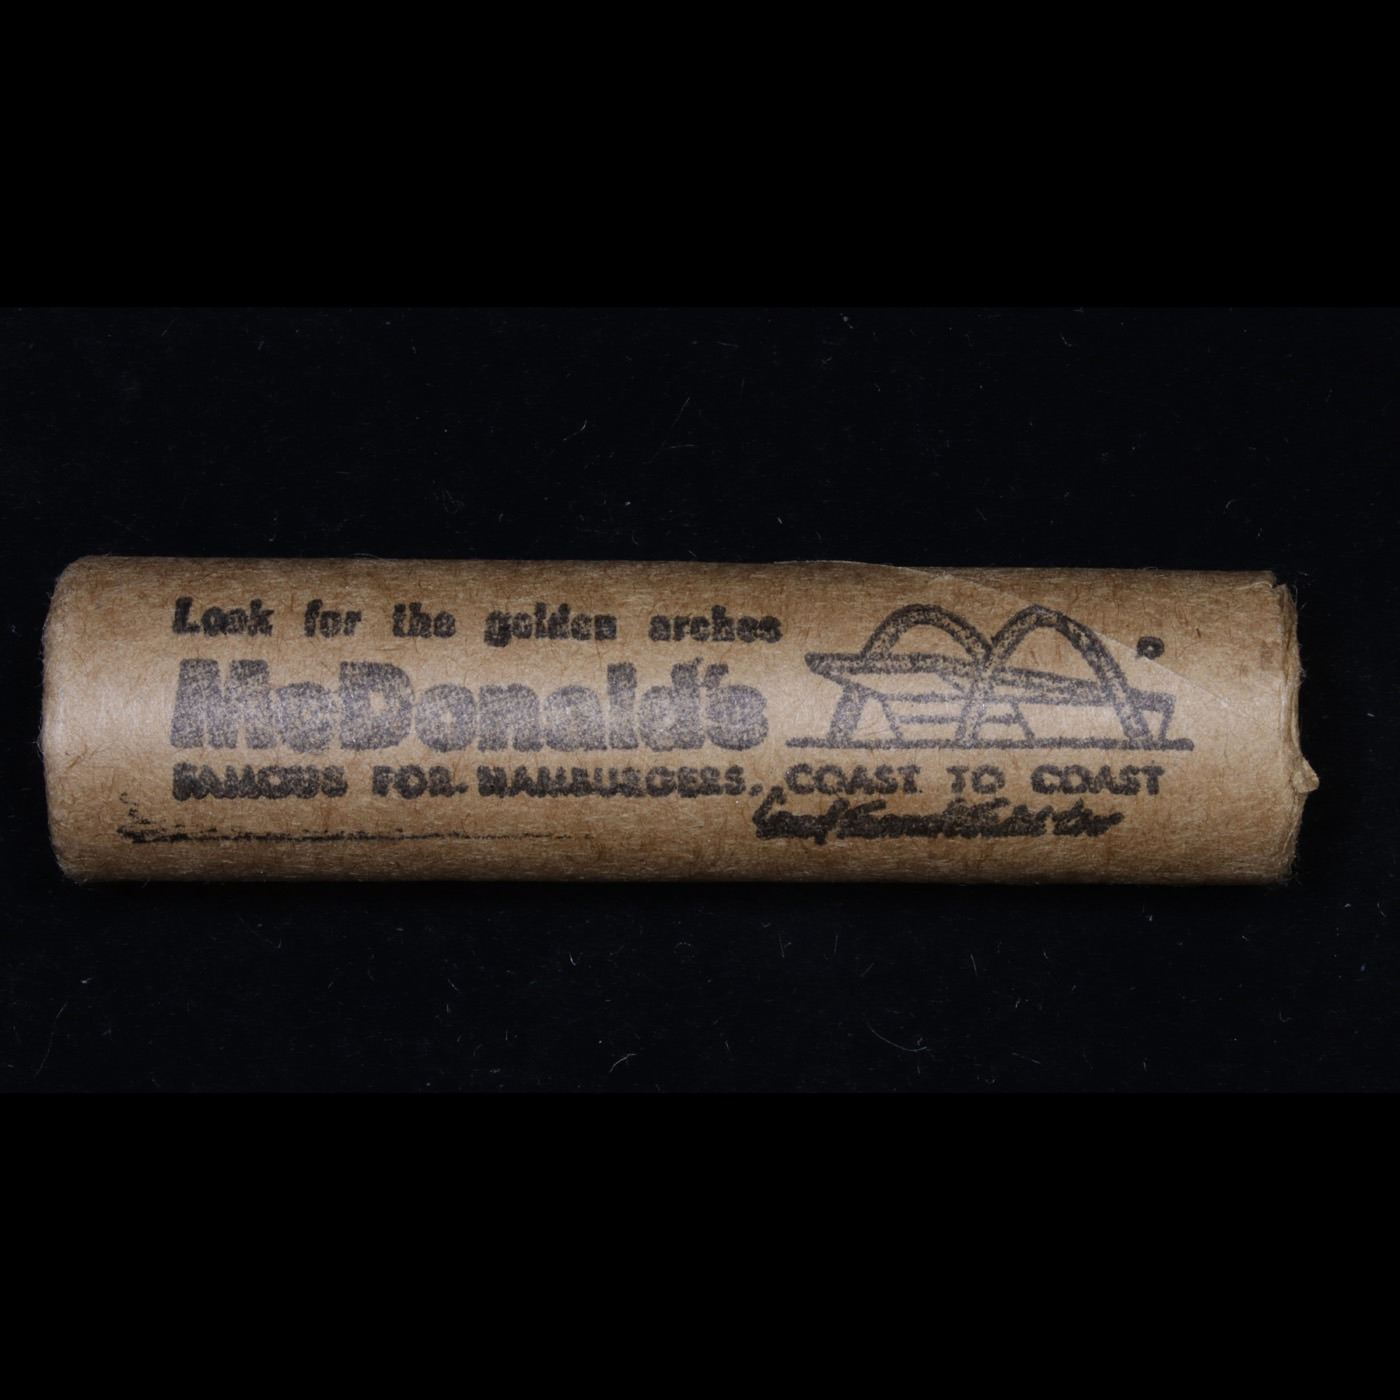 Look for the golden arches
McDonald's
FAMOUS FOR HAMBURGERS, COAST TO COAST